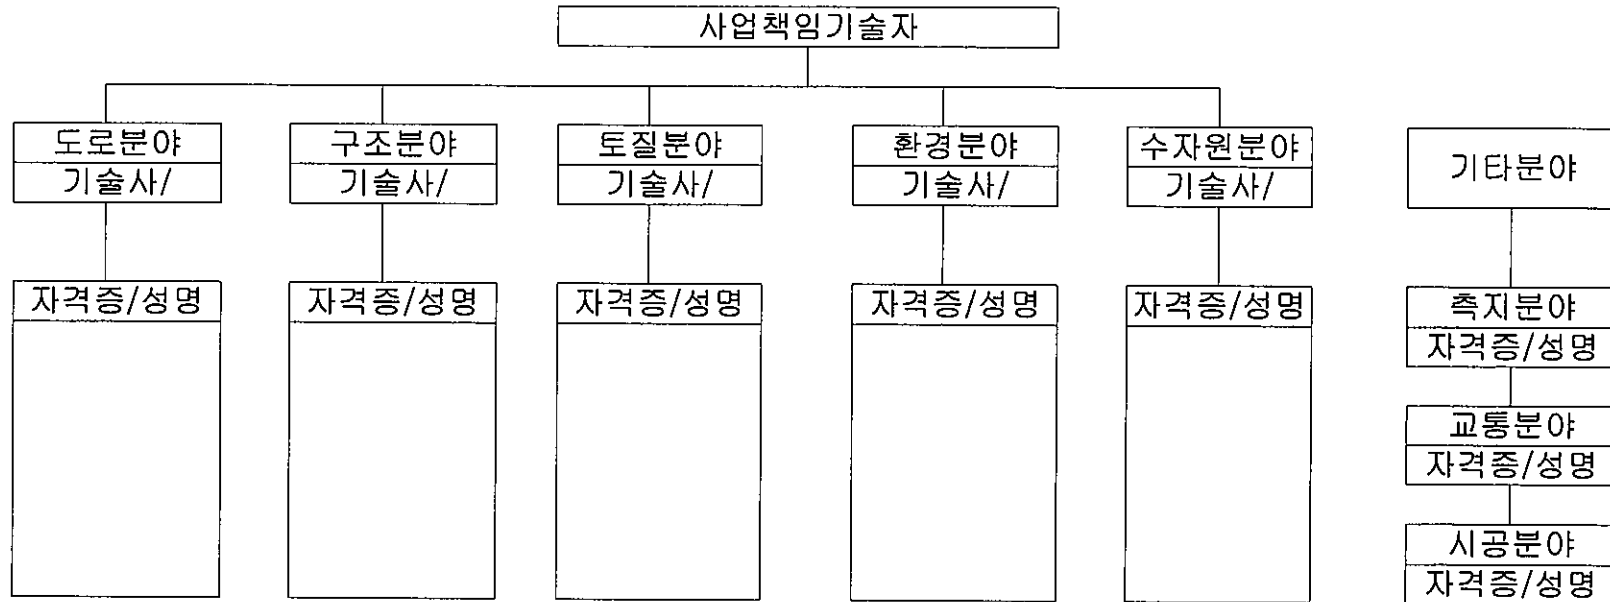 사업책임기술자
도로분야
기술사/
구조분야
기술사/
토질분야
기술사/
환경분야
기술사/
수자원분야
기술사/
기타분야
자격증/성명
자격증/성명
자격증/성명
자격증/성명
자격증/성명
측지분야
자격증/성명
교통분야
자격증/성명
시공분야
자격증/성명